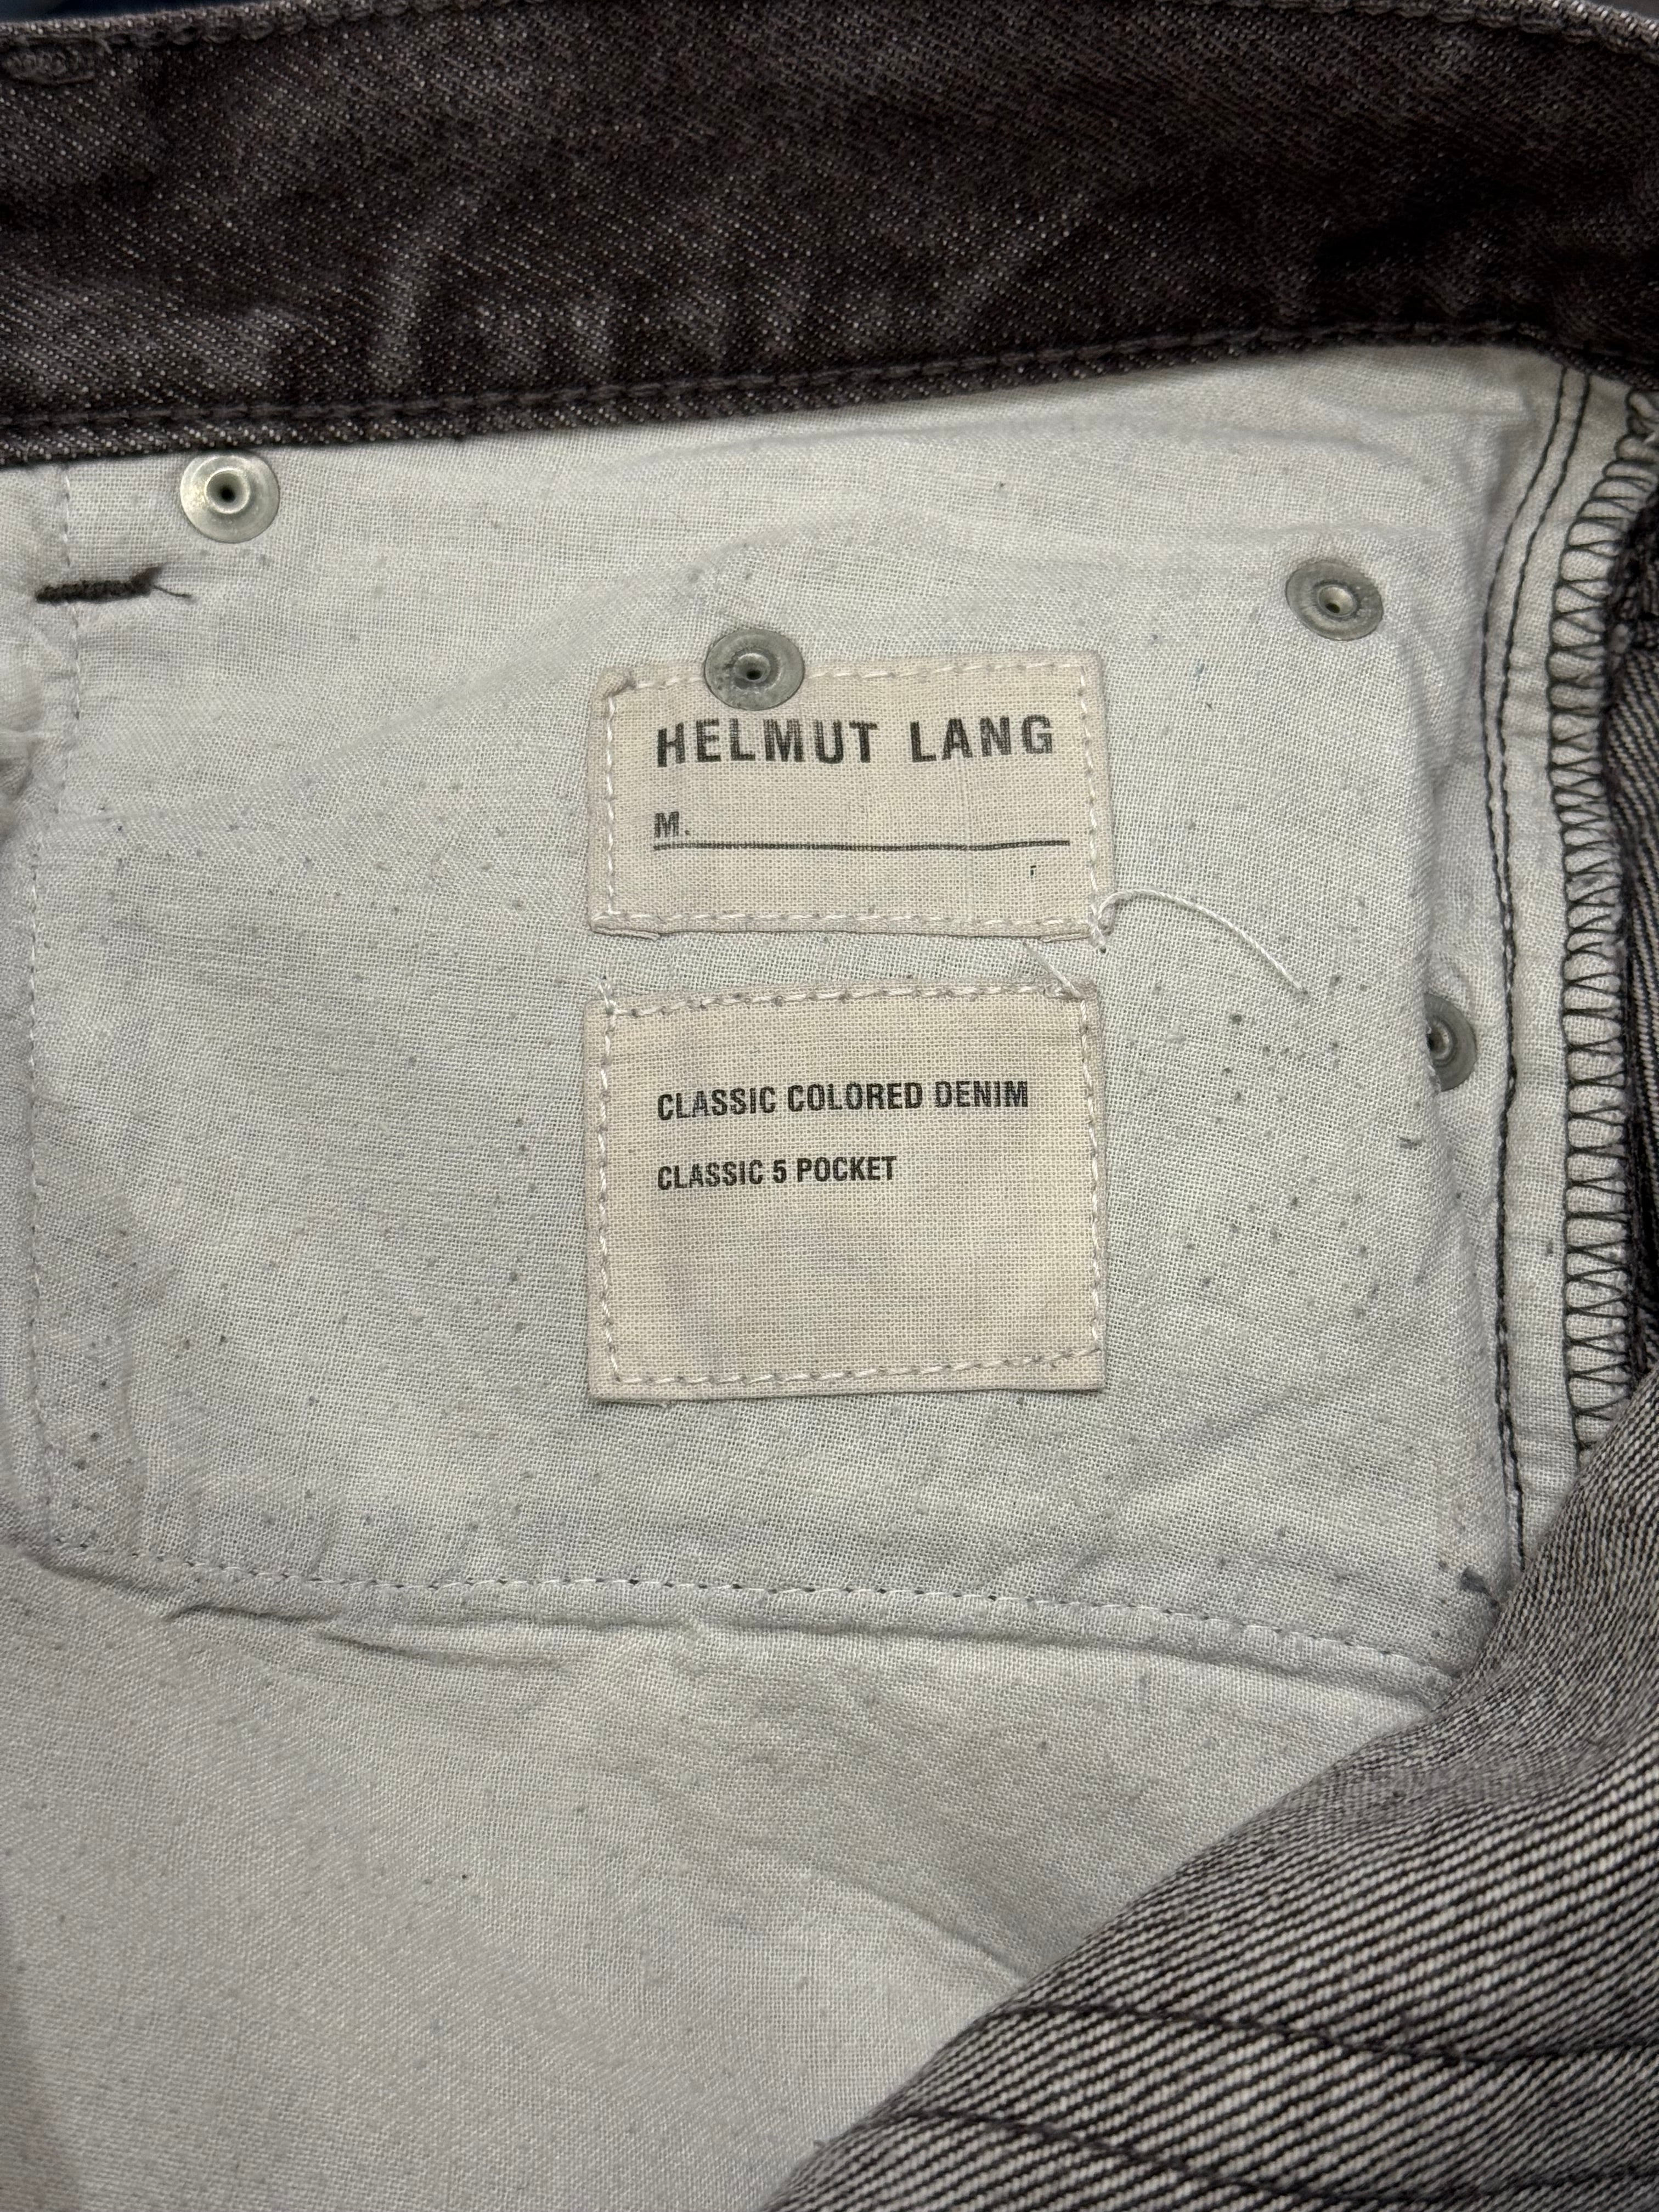 HELMUT LANG
M.
CLASSIC COLORED DENIM
CLASSIC 5 POCKET